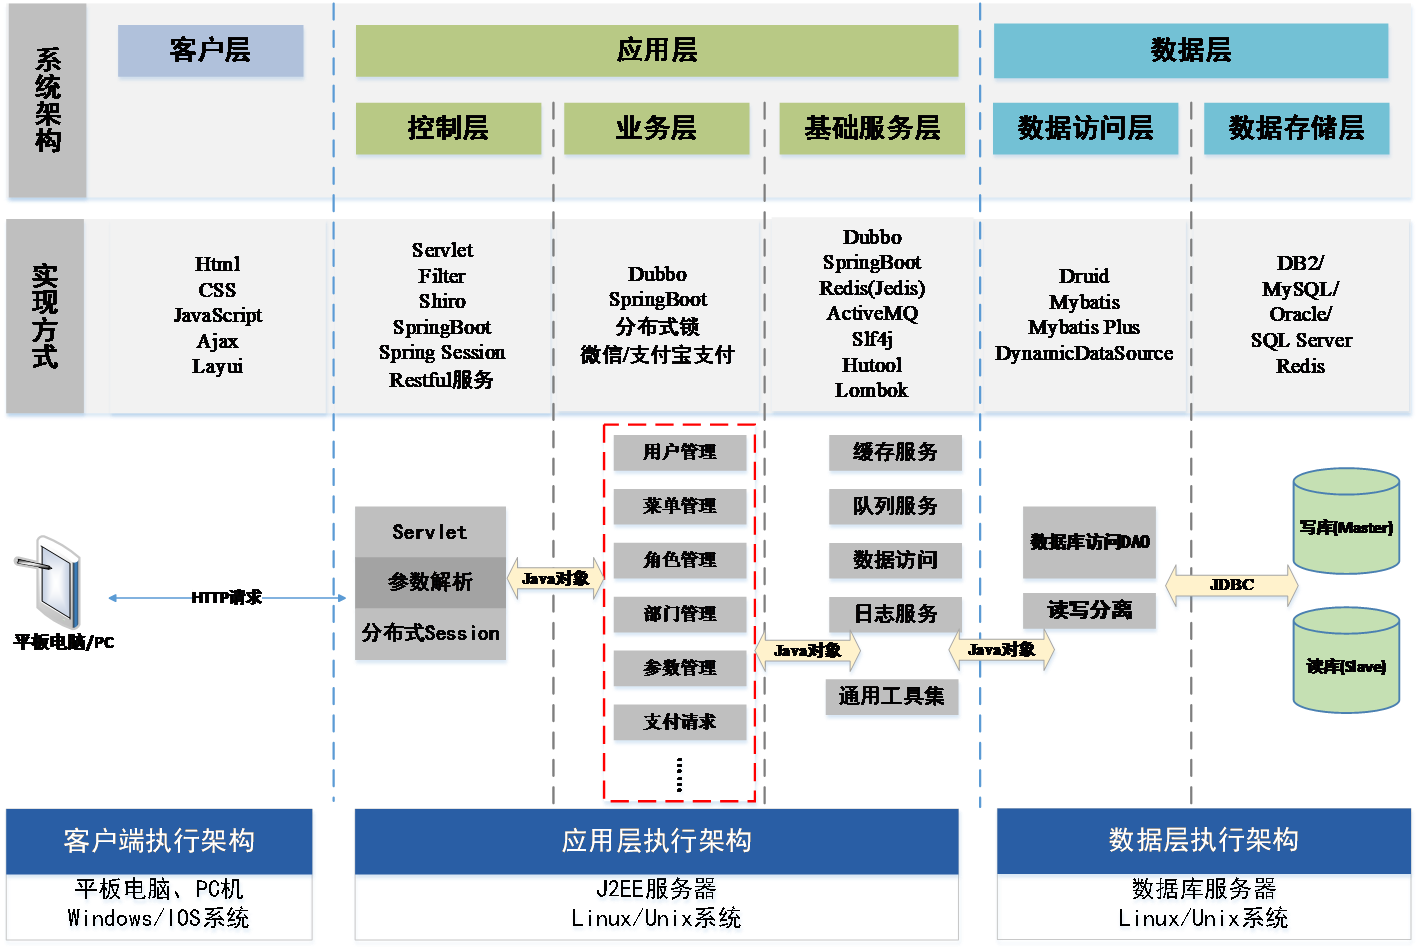 系统架构
客户层
应用层
数据层
控制层
业务层
基础服务层
数据访问层
数据存储层
实现方式
Html
CSS
JavaScript
Ajax
Layui
Servlet
Filter
Shiro
SpringBoot
Spring Session
Restful服务
Dubbo
SpringBoot
分布式锁
微信/支付宝支付
Dubbo
SpringBoot
Redis(Jedis)
ActiveMQ
Slf4j
Hutool
Lombok
Druid
Mybatis
Mybatis Plus
DynamicDataSource
DB2/
MySQL/
Oracle/
SQL Server
Redis
平板电脑/PC
HTTP请求
Servlet
参数解析
分布式Session
Java对象
用户管理
菜单管理
角色管理
部门管理
参数管理
支付请求
......
Java对象
缓存服务
队列服务
数据访问
日志服务
通用工具集
Java对象
数据库访问DAO
读写分离
JDBC
写库(Master)
读库(Slave)
客户端执行架构
平板电脑、PC机
Windows/IOS系统
应用层执行架构
J2EE服务器
Linux/Unix系统
数据层执行架构
数据库服务器
Linux/Unix系统